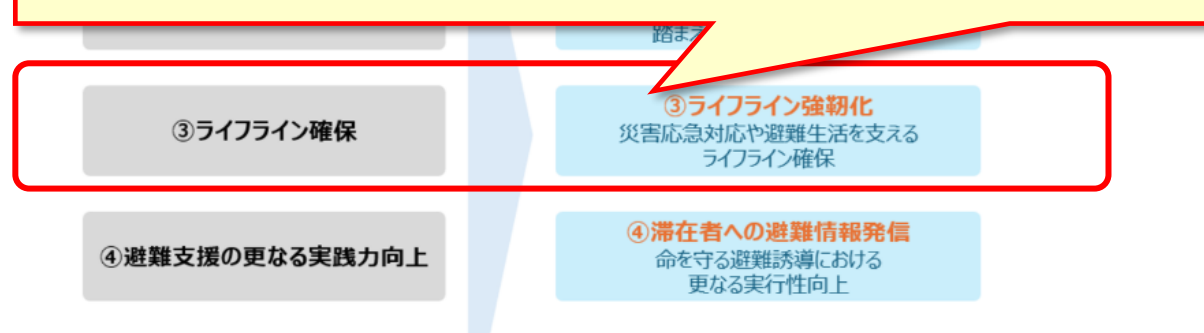 踏まえ
③ライフライン確保
③ライフライン強靭化
災害応急対応や避難生活を支える
ライフライン確保
④避難支援の更なる実践力向上
④滞在者への避難情報発信
命を守る避難誘導における
更なる実行性向上